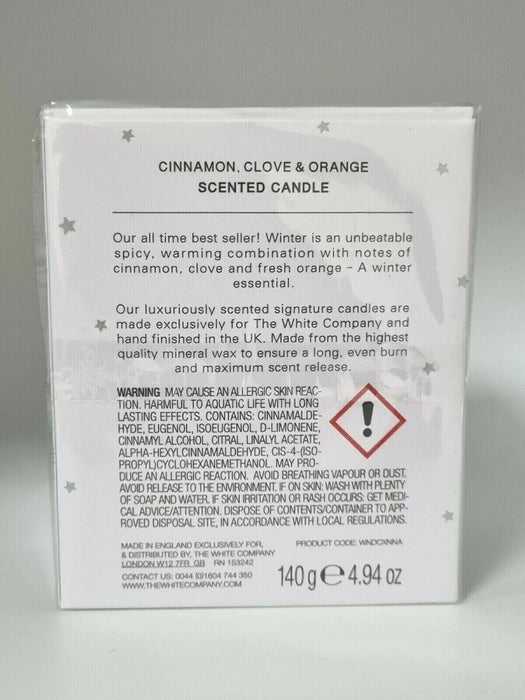 CINNAMON, CLOVE & ORANGE
SCENTED CANDLE
Our all time best seller! Winter is an unbeatable
spicy, warming combination with notes of
cinnamon, clove and fresh orange - A winter
essential.
Our luxuriously scented signature candles are
made exclusively for The White Company and
hand finished in the UK. Made from the highest
quality mineral wax to ensure a long, even burn
and maximum scent release.
WARNING MAY CAUSE AN ALLERGIC SKIN REAC-
TION. HARMFUL TO AQUATIC LIFE WITH LONG
LASTING EFFECTS. CONTAINS: CINNAMALDE-
HYDE, EUGENOL, ISOEUGENOL, D-LIMONENE,
CINNAMYL ALCOHOL, CITRAL, LINALYL ACETATE,
ALPHA-HEXYLCINNAMALDEHYDE, CIS-4-(ISO-
PROPYL)CYCLOHEXANEMETHANOL. MAY PRO-
DUCE AN ALLERGIC REACTION. AVOID BREATHING VAPOUR OR DUST.
AVOID RELEASE TO THE ENVIRONMENT. IF ON SKIN: WASH WITH PLENTY
OF SOAP AND WATER. IF SKIN IRRITATION OR RASH OCCURS: GET MEDI-
CAL ADVICE/ATTENTION. DISPOSE OF CONTENTS/CONTAINER TO APP-
ROVED DISPOSAL SITE, IN ACCORDANCE WITH LOCAL REGULATIONS.
MADE IN ENGLAND EXCLUSIVELY FOR, PRODUCT CODE: WNDCXNNA
& DISTRIBUTED BY, THE WHITE COMPANY
LONDON W12 7FR. GB RN 153242
CONTACT US: 0044 (0)1604 744 350
WWW.THEWHITECOMPANY.COM
140 g e 4.94 oz